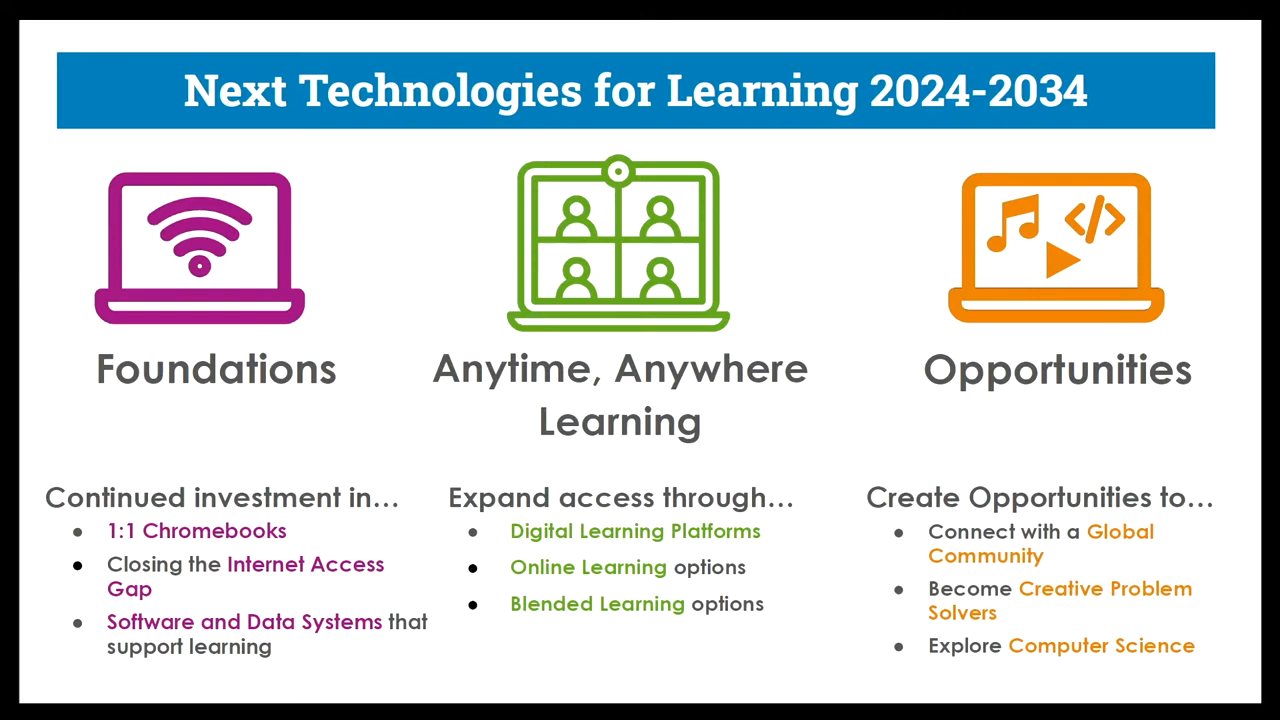 Next Technologies for Learning 2024-2034
Foundations
Continued investment in...
● 1:1 Chromebooks
● Closing the Internet Access
Gap
● Software and Data Systems that
support learning
Anytime, Anywhere
Learning
Expand access through...
● Digital Learning Platforms
● Online Learning options
● Blended Learning options
</>
Opportunities
Create Opportunities to...
● Connect with a Global
Community
● Become Creative Problem
Solvers
● Explore Computer Science